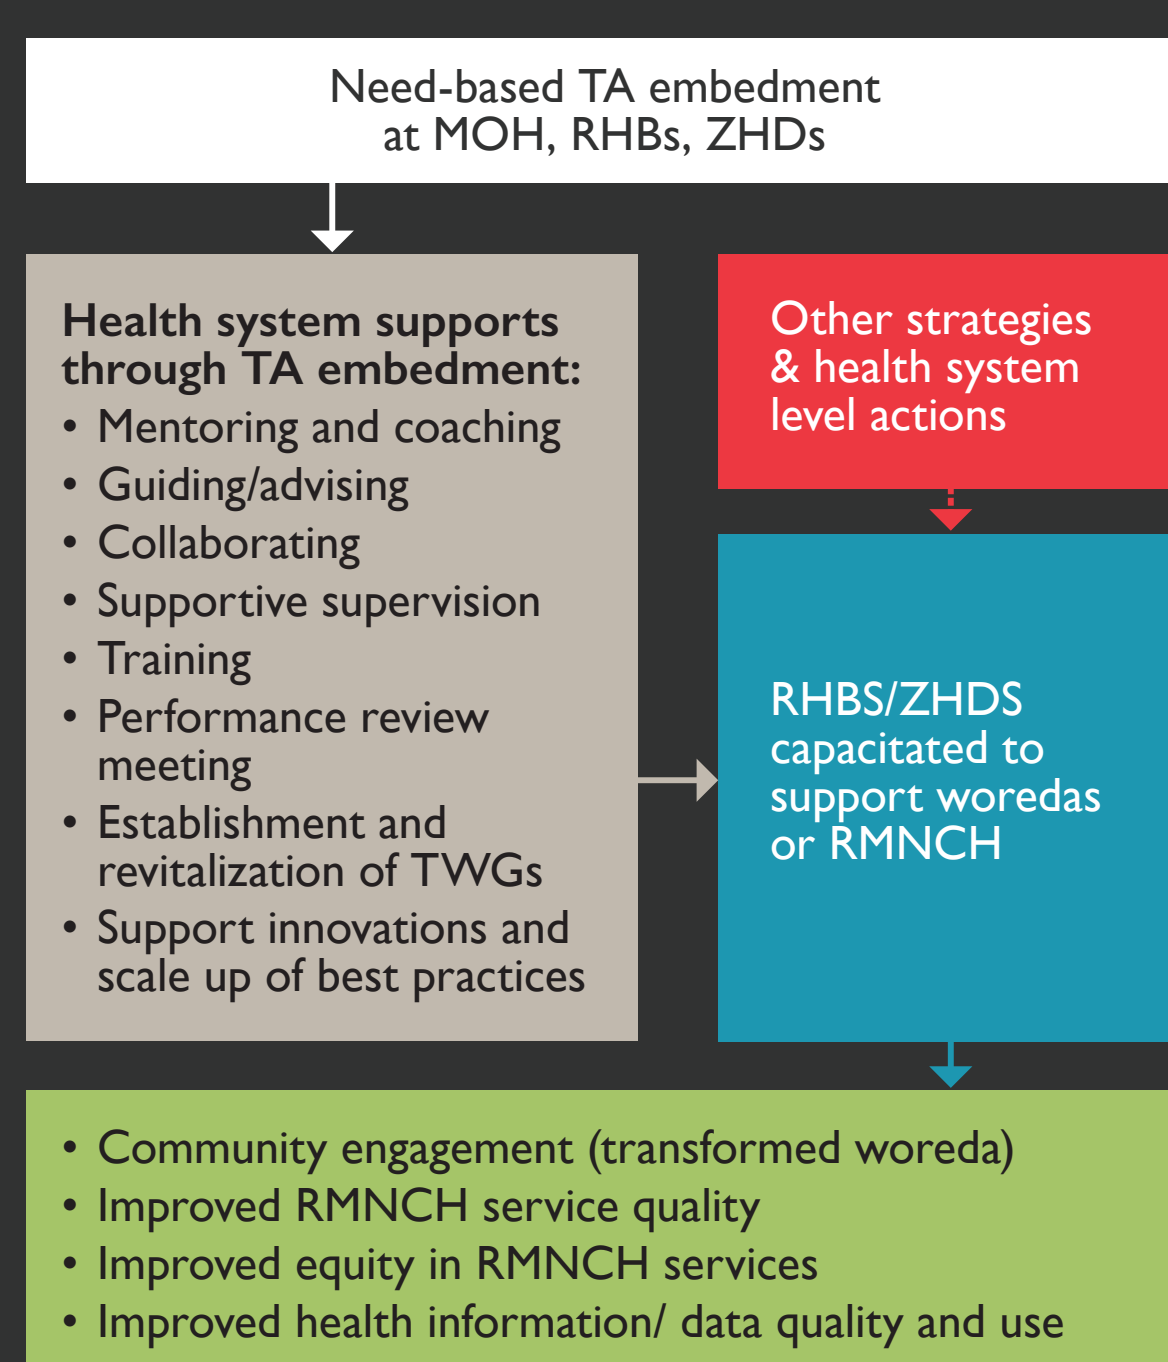 Need-based TA embedment
at MOH, RHBs, ZHDs
Health system supports
through TA embedment:
• Mentoring and coaching
• Guiding/advising
• Collaborating
• Supportive supervision
• Training
• Performance review
meeting
• Establishment and
revitalization of TWGs
• Support innovations and
scale up of best practices
Other strategies
& health system
level actions
RHBS/ZHDS
capacitated to
support woredas
or RMNCH
• Community engagement (transformed woreda)
• Improved RMNCH service quality
• Improved equity in RMNCH services
• Improved health information/ data quality and use